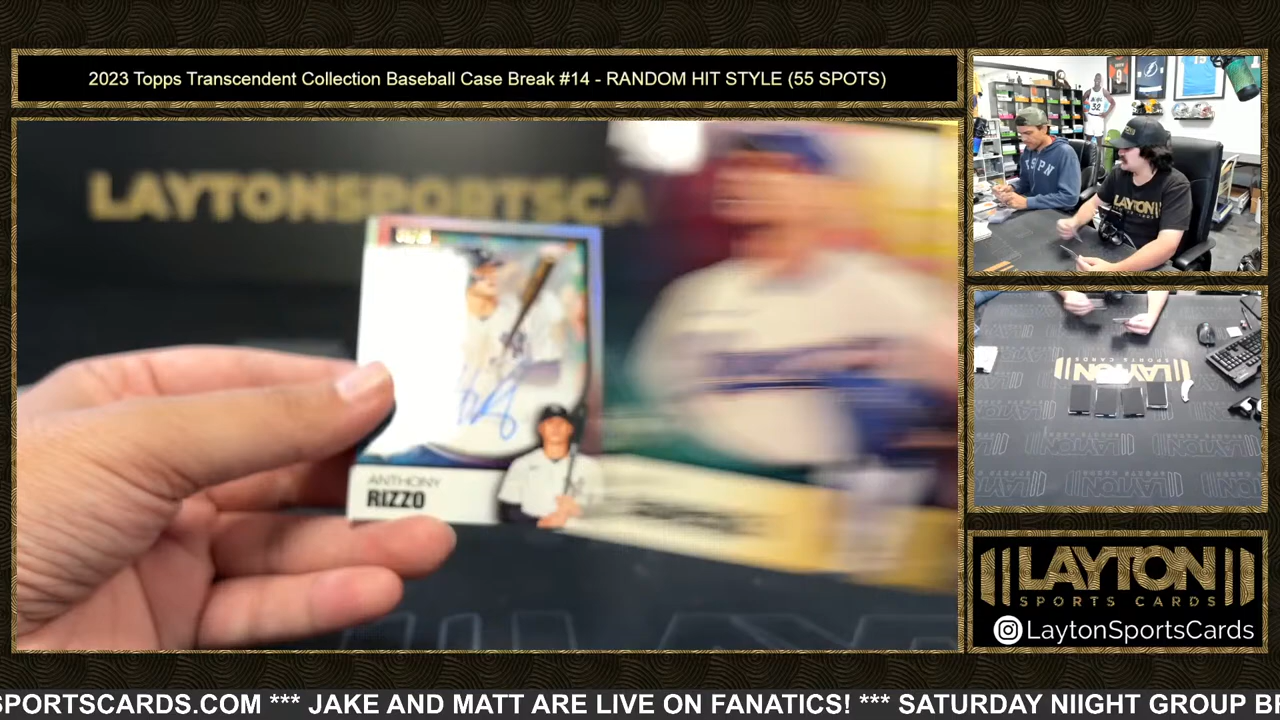 2023 Topps Transcendent Collection Baseball Case Break #14 - RANDOM HIT STYLE (55 SPOTS)
LAYTONSPORTSCA
ANTHONY
RIZZO
LAYTON
LAYTON
SPORTS CARDS
LaytonSportsCards
SPORTSCARDS.COM *** JAKE AND MATT ARE LIVE ON FANATICS! *** SATURDAY NIIGHT GROUP B